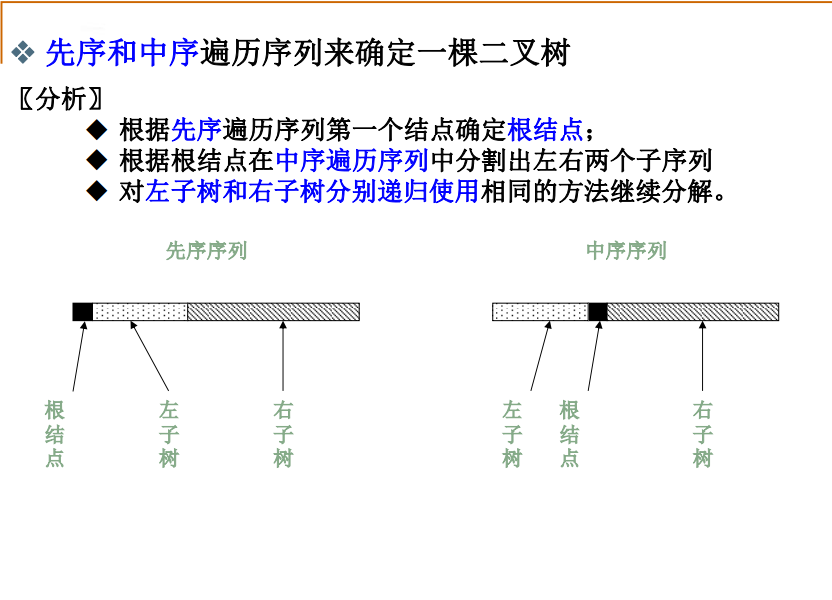 ❖ 先序和中序遍历序列来确定一棵二叉树
〖分析〗
◆ 根据先序遍历序列第一个结点确定根结点；
◆ 根据根结点在中序遍历序列中分割出左右两个子序列
◆ 对左子树和右子树分别递归使用相同的方法继续分解。
先序序列
中序序列
根结点
左子树
右子树
左子树
根结点
右子树